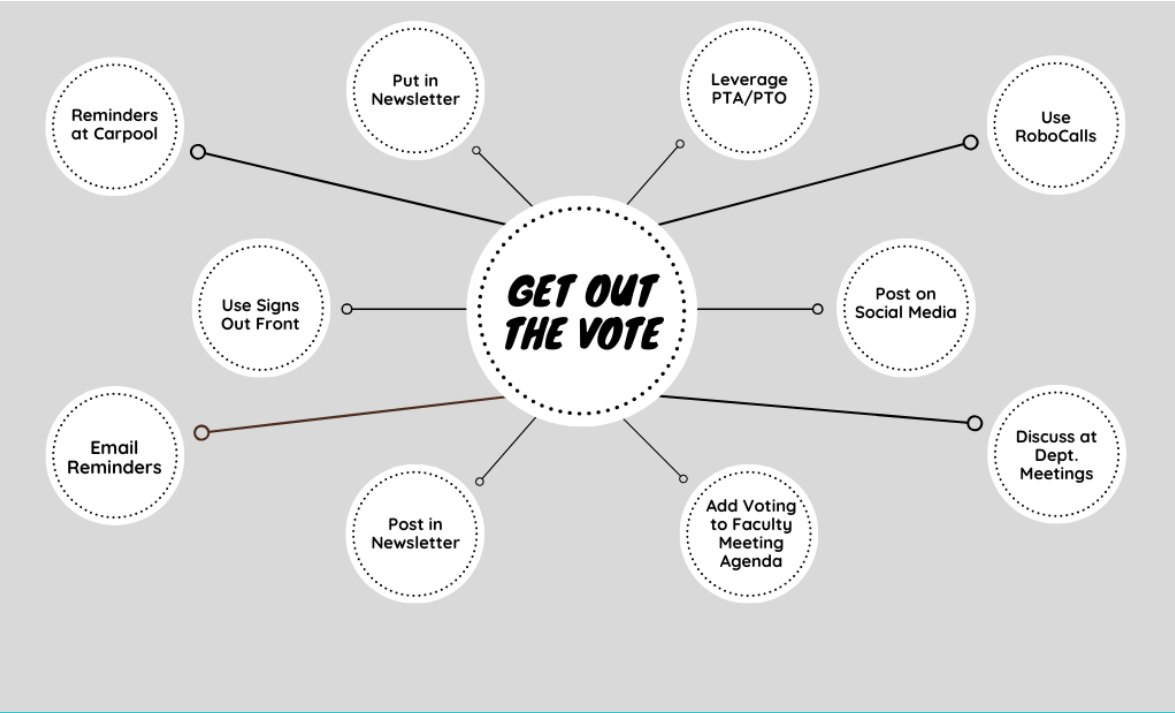 Reminders
at Carpool
Put in
Newsletter
Leverage
PTA/PTO
Use
RoboCalls
Use Signs
Out Front
GET OUT
THE VOTE
Post on
Social Media
Email
Reminders
Post in
Newsletter
Add Voting
to Faculty
Meeting
Agenda
Discuss at
Dept.
Meetings